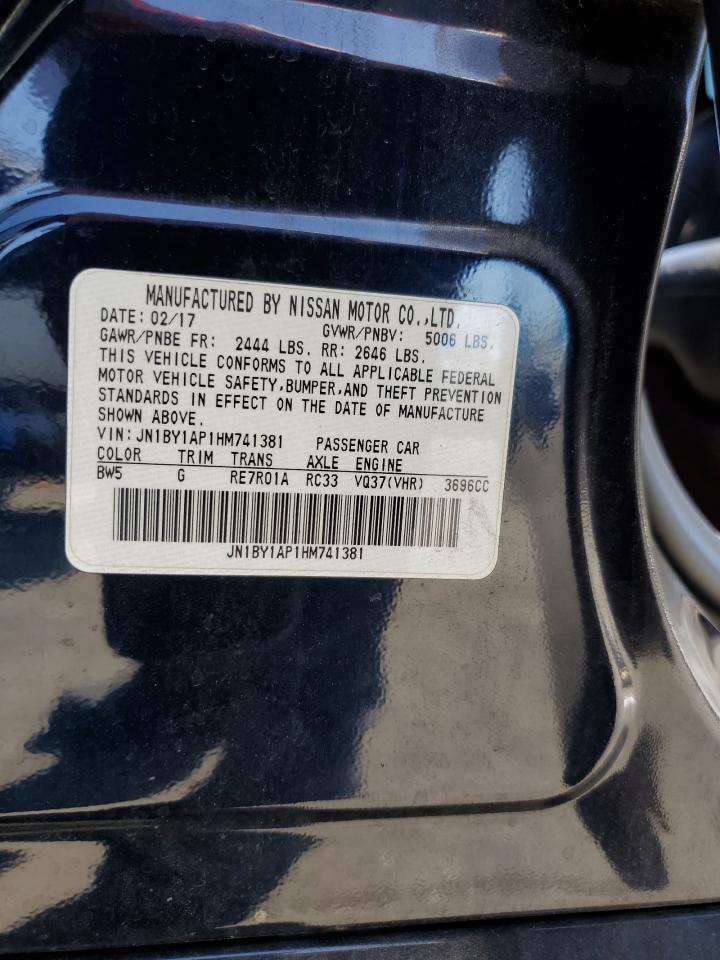 MANUFACTURED BY NISSAN MOTOR CO.,LTD.
DATE: 02/17 GVWR/PNBV: 5006 LBS.
GAWR/PNBE FR: 2444 LBS. RR: 2646 LBS.
THIS VEHICLE CONFORMS TO ALL APPLICABLE FEDERAL
MOTOR VEHICLE SAFETY,BUMPER,AND THEFT PREVENTION
STANDARDS IN EFFECT ON THE DATE OF MANUFACTURE
SHOWN ABOVE.
VIN: JN1BY1AP1HM741381 PASSENGER CAR
COLOR TRIM TRANS AXLE ENGINE
BW5 G RE7R01A RC33 VQ37(VHR) 3696CC
JN1BY1AP1HM741381